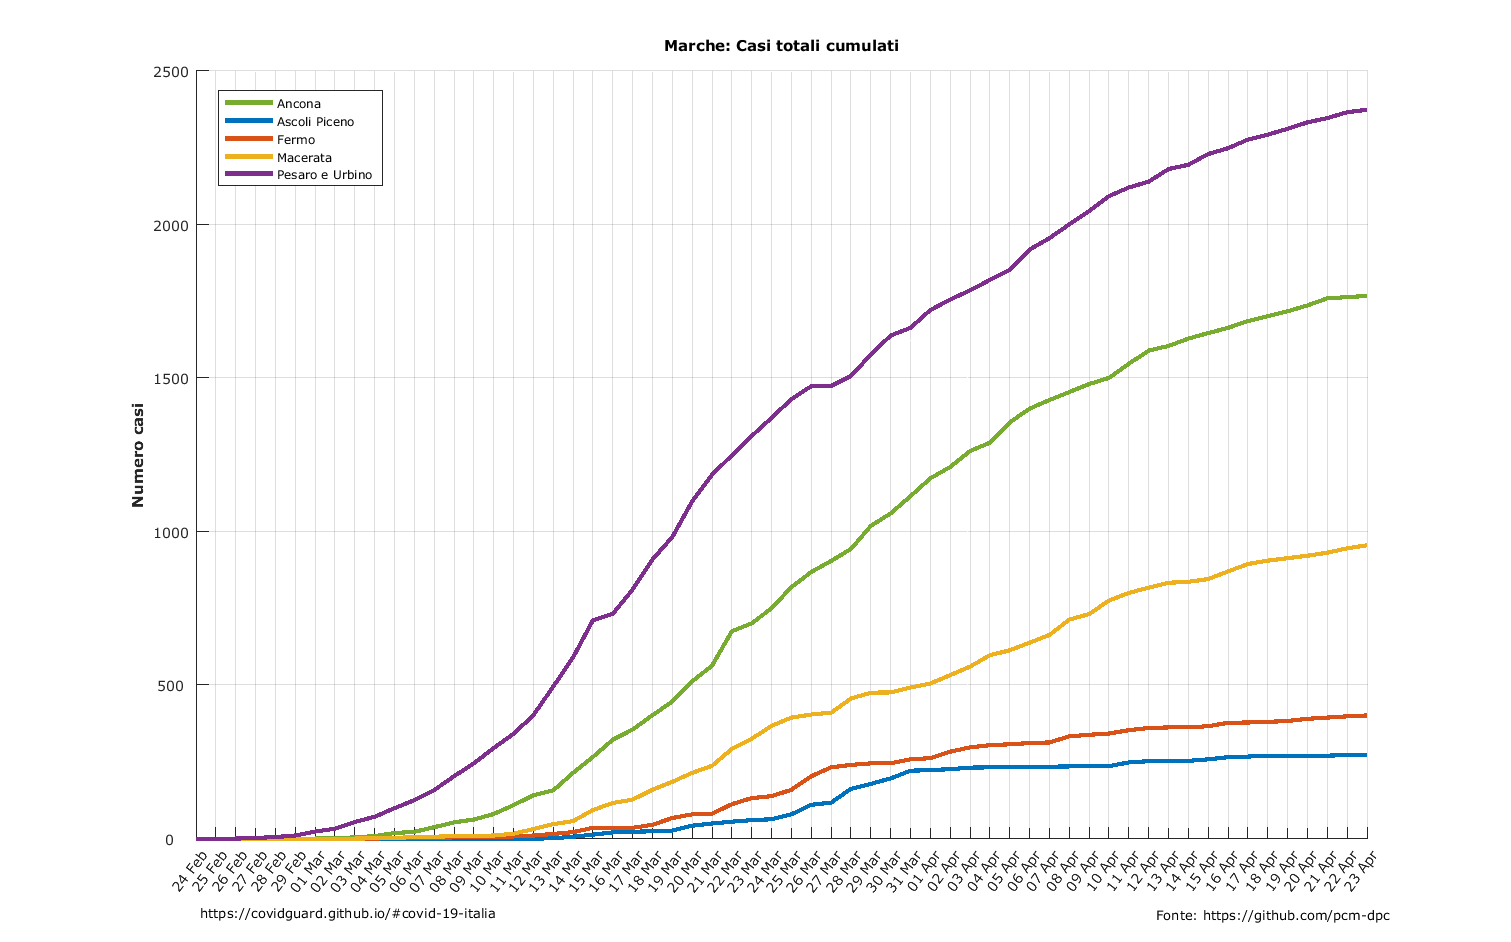 Marche: Casi totali cumulati
2500
2000
1500
1000
500
0
Numero casi
Ancona
Ascoli Piceno
Fermo
Macerata
Pesaro e Urbino
24 Feb
25 Feb
26 Feb
27 Feb
28 Feb
29 Feb
01 Mar
02 Mar
03 Mar
04 Mar
05 Mar
06 Mar
07 Mar
08 Mar
09 Mar
10 Mar
11 Mar
12 Mar
13 Mar
14 Mar
15 Mar
16 Mar
17 Mar
18 Mar
19 Mar
20 Mar
21 Mar
22 Mar
23 Mar
24 Mar
25 Mar
26 Mar
27 Mar
28 Mar
29 Mar
30 Mar
31 Mar
01 Apr
02 Apr
03 Apr
04 Apr
05 Apr
06 Apr
07 Apr
08 Apr
09 Apr
10 Apr
11 Apr
12 Apr
13 Apr
14 Apr
15 Apr
16 Apr
17 Apr
18 Apr
19 Apr
20 Apr
21 Apr
22 Apr
23 Apr
https://covidguard.github.io/#covid-19-italia
Fonte: https://github.com/pcm-dpc